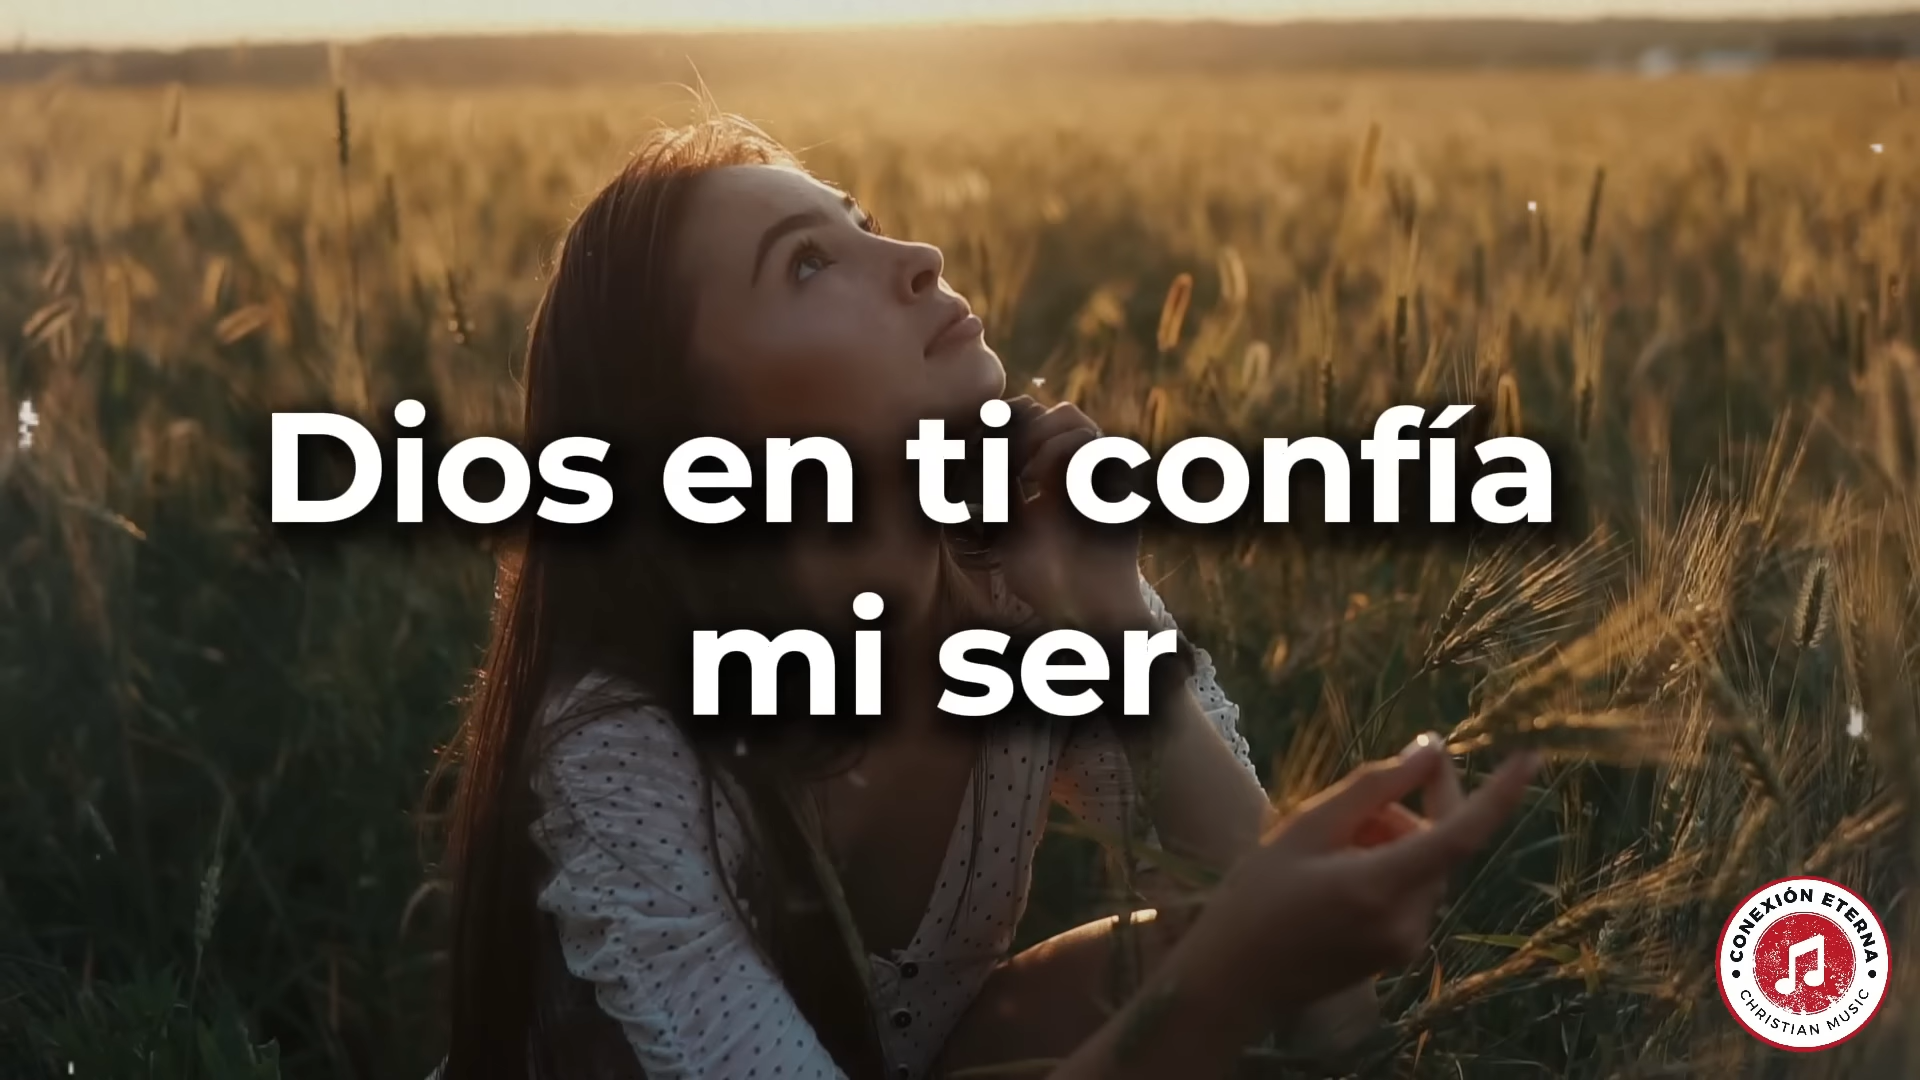 Dios en ti confía
mi ser
CONEXIÓN ETERNA
CHRISTIAN MUSIC